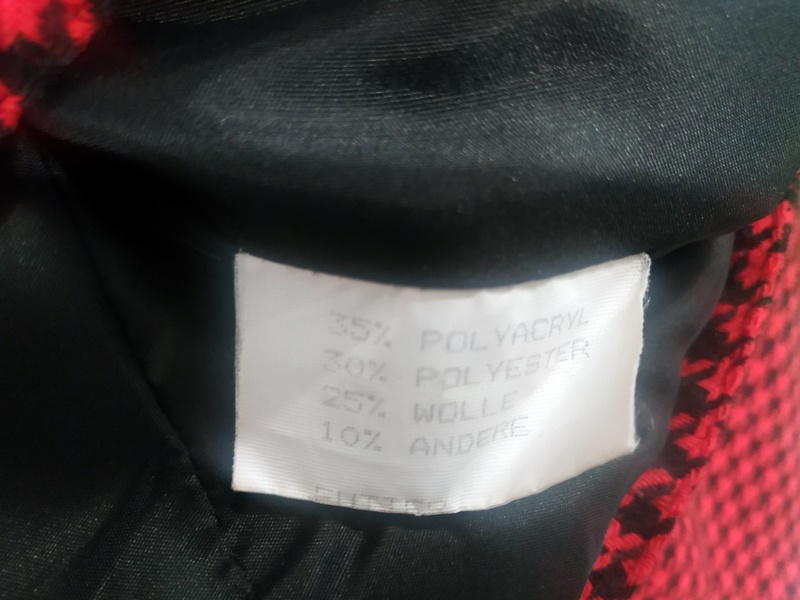 35% POLYACRYL
30% POLYESTER
25% WOLLE
10% ANDERE